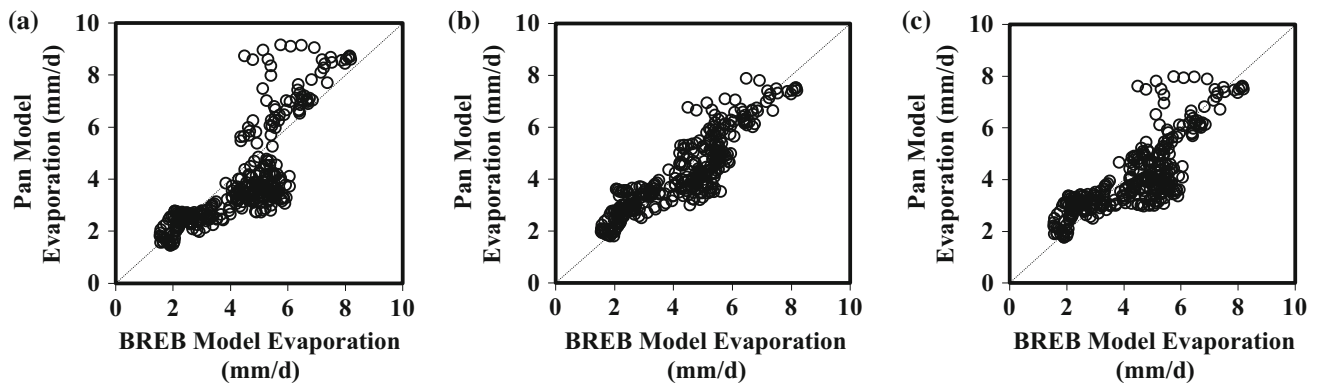 (a)
Pan Model
Evaporation (mm/d)
10
8
6
4
2
0
0 2 4 6 8 10
BREB Model Evaporation
(mm/d)
(b)
Pan Model
Evaporation (mm/d)
10
8
6
4
2
0
0 2 4 6 8 10
BREB Model Evaporation
(mm/d)
(c)
Pan Model
Evaporation (mm/d)
10
8
6
4
2
0
0 2 4 6 8 10
BREB Model Evaporation
(mm/d)